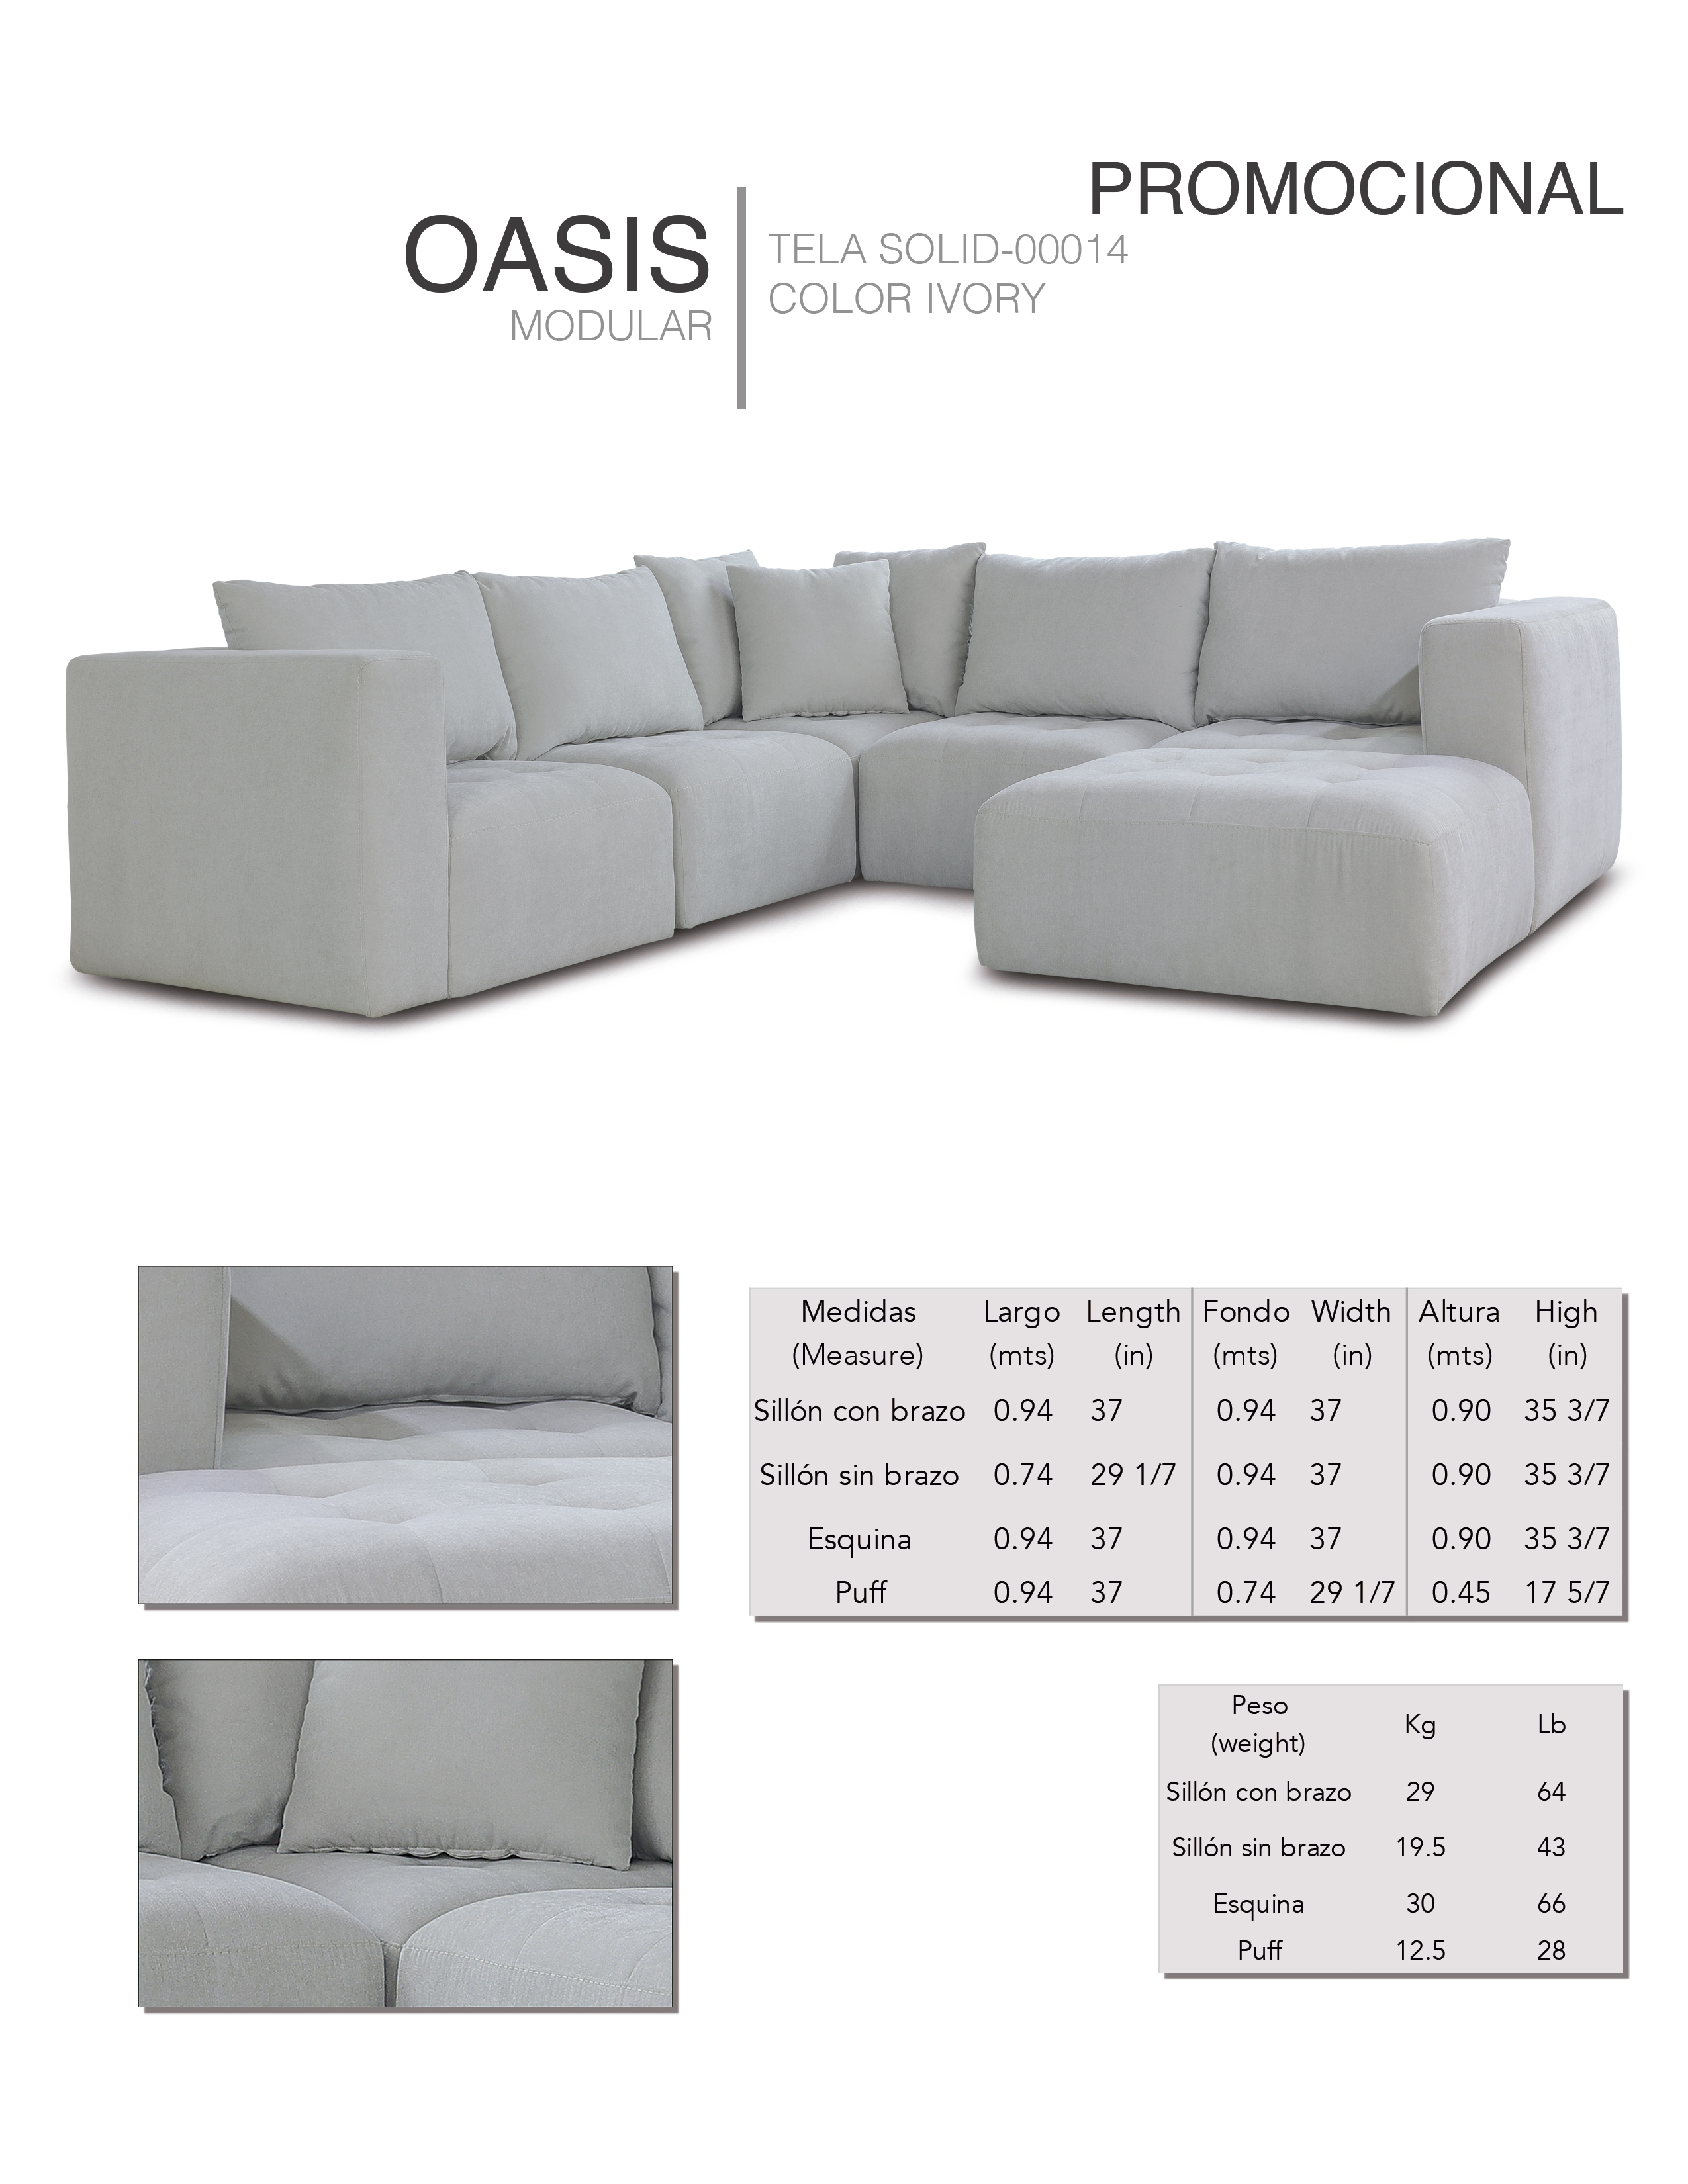 PROMOCIONAL
OASIS
MODULAR
TELA SOLID-00014
COLOR IVORY
Medidas Largo Length Fondo Width Altura High
(Measure) (mts) (in) (mts) (in) (mts) (in)
Sillón con brazo 0.94 37 0.94 37 0.90 35 3/7
Sillón sin brazo 0.74 29 1/7 0.94 37 0.90 35 3/7
Esquina 0.94 37 0.94 37 0.90 35 3/7
Puff 0.94 37 0.74 29 1/7 0.45 17 5/7
Peso
(weight) Kg Lb
Sillón con brazo 29 64
Sillón sin brazo 19.5 43
Esquina 30 66
Puff 12.5 28